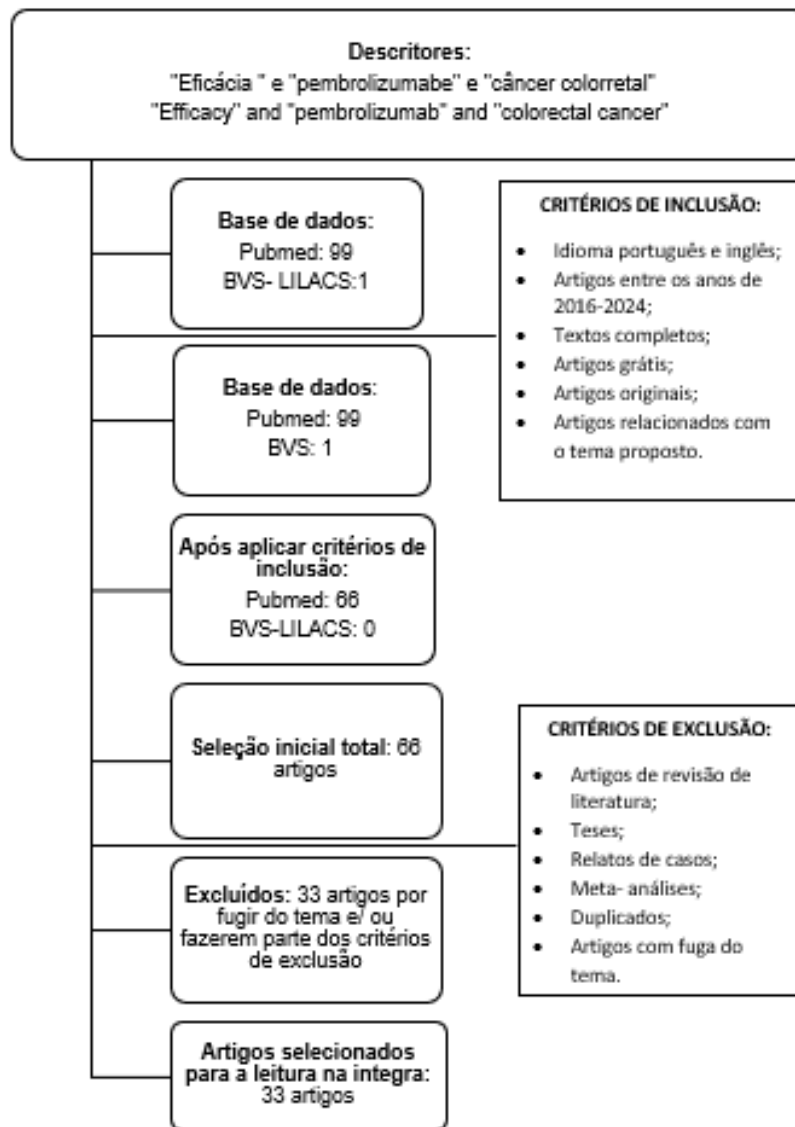 Descritores:
"Eficácia " e "pembrolizumabe" e "câncer colorretal"
"Efficacy" and "pembrolizumab" and "colorectal cancer"
Base de dados:
Pubmed: 99
BVS- LILACS:1
CRITÉRIOS DE INCLUSÃO:
• Idioma português e inglês;
• Artigos entre os anos de
2016-2024;
• Textos completos;
• Artigos grátis;
• Artigos originais;
• Artigos relacionados com
o tema proposto.
Base de dados:
Pubmed: 99
BVS: 1
Após aplicar critérios de
inclusão:
Pubmed: 66
BVS-LILACS: 0
Seleção inicial total: 66
artigos
CRITÉRIOS DE EXCLUSÃO:
• Artigos de revisão de
literatura;
• Teses;
• Relatos de casos;
• Meta- análises;
• Duplicados;
• Artigos com fuga do
tema.
Excluídos: 33 artigos por
fugir do tema e/ ou
fazerem parte dos critérios
de exclusão
Artigos selecionados
para a leitura na integra:
33 artigos